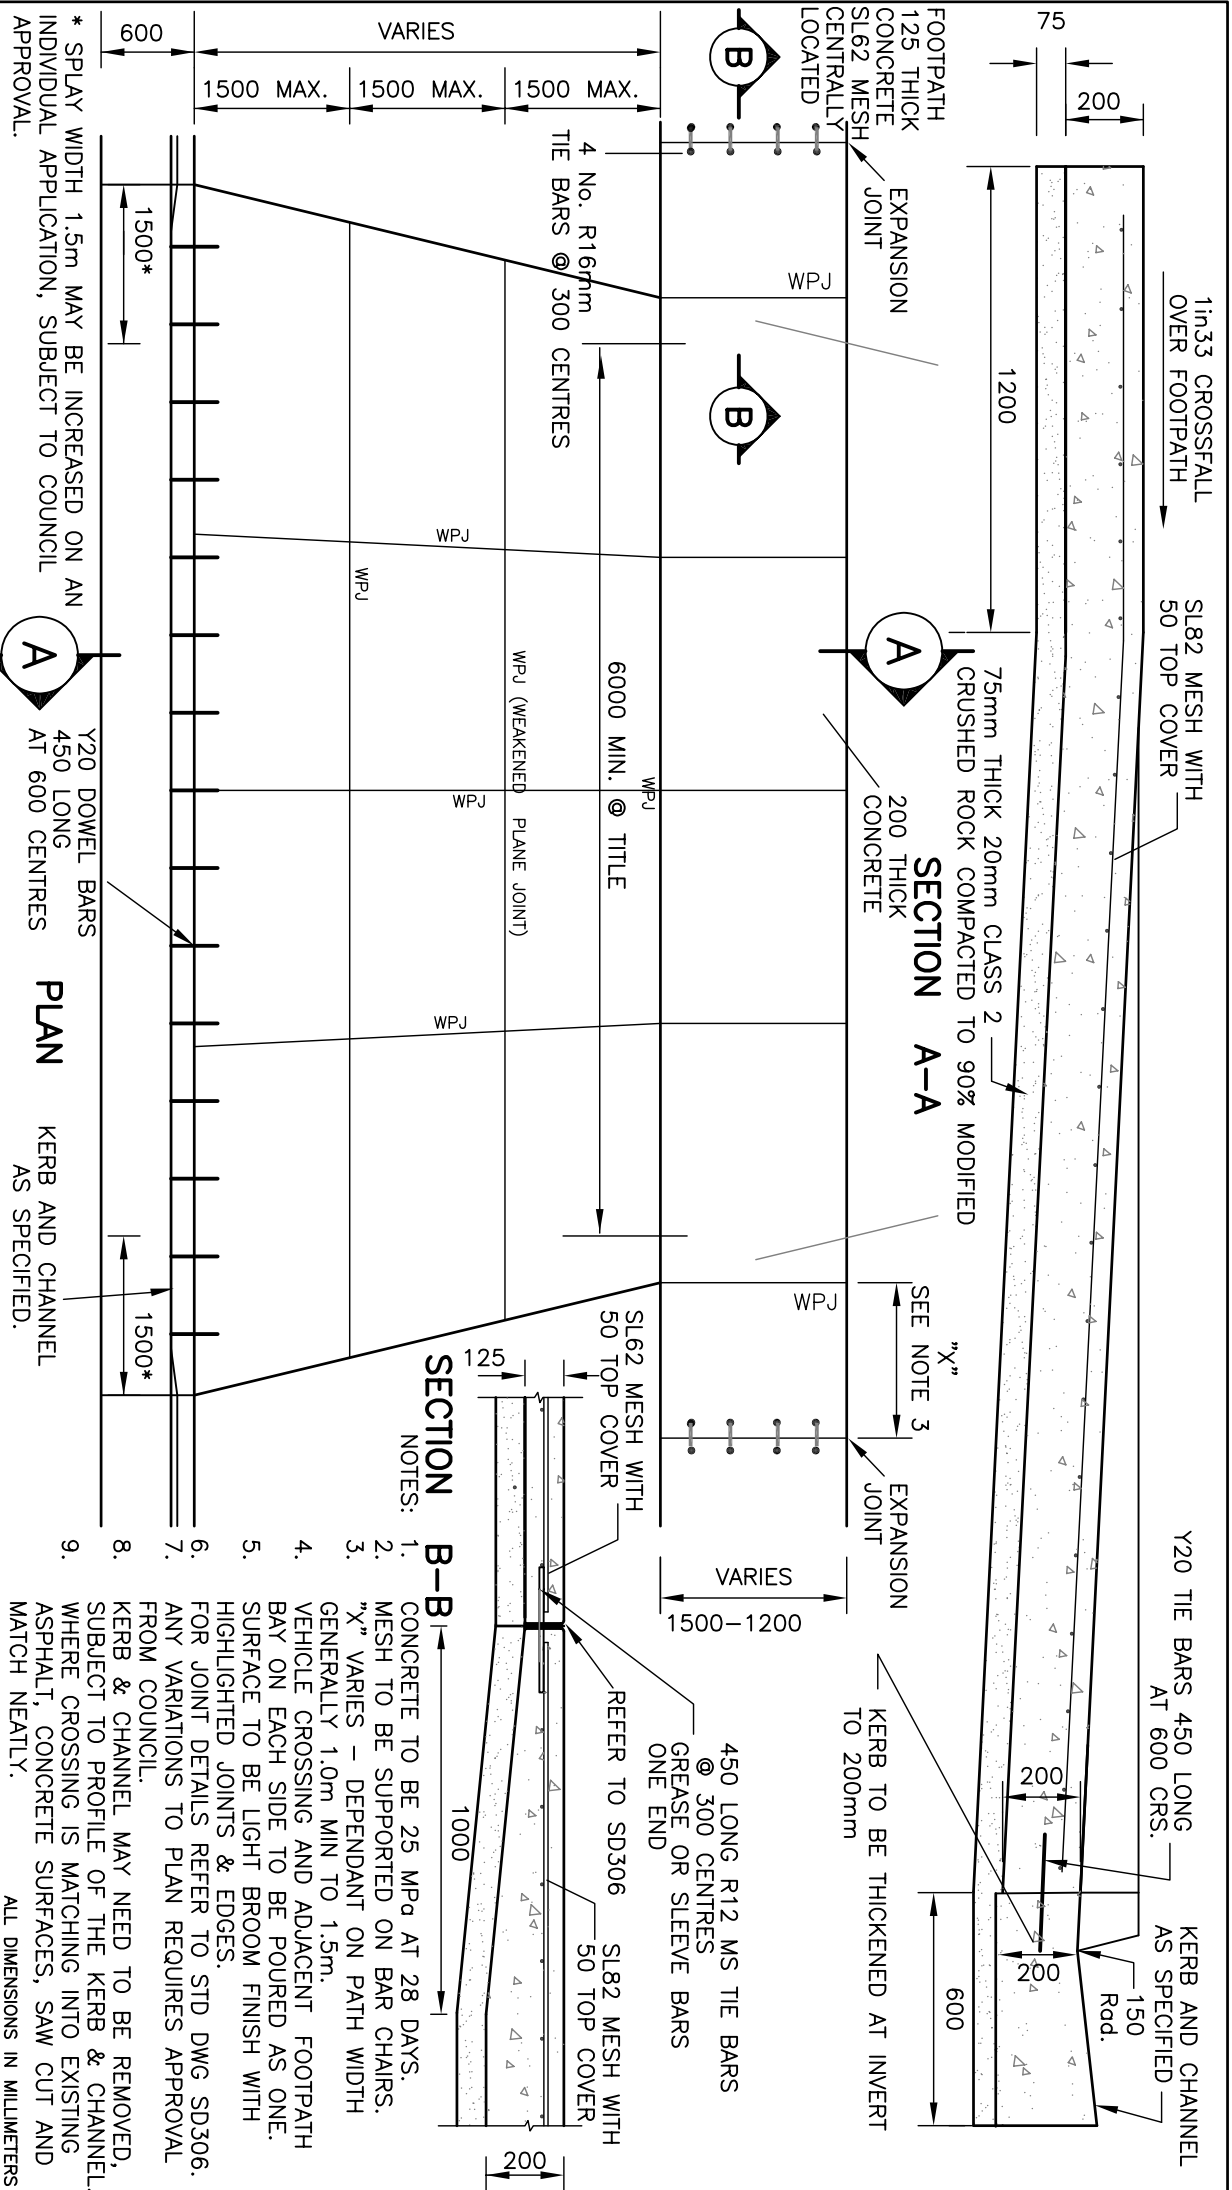 1in33 CROSSFALL
OVER FOOTPATH
SL82 MESH WITH
50 TOP COVER
Y20 TIE BARS 450 LONG
AT 600 CRS.
KERB AND CHANNEL
AS SPECIFIED
150
Rad.
200
75
1200
200
200
600
75mm THICK 20mm CLASS 2
CRUSHED ROCK COMPACTED TO 90% MODIFIED
KERB TO BE THICKENED AT INVERT
TO 200mm
SECTION A-A
FOOTPATH
125 THICK
CONCRETE
SL62 MESH
CENTRALLY
LOCATED
EXPANSION
JOINT
A
200 THICK
CONCRETE
"X"
SEE NOTE 3
EXPANSION
JOINT
B
WPJ
B
WPJ
VARIES
1500-1200
4 No. R16mm
TIE BARS @ 300 CENTRES
6000 MIN. @ TITLE
WPJ
VARIES
1500 MAX.
1500 MAX.
1500 MAX.
600
WPJ (WEAKENED PLANE JOINT)
WPJ
WPJ
WPJ
WPJ
1500*
1500*
A
Y20 DOWEL BARS
450 LONG
AT 600 CENTRES
PLAN
KERB AND CHANNEL
AS SPECIFIED.
* SPLAY WIDTH 1.5m MAY BE INCREASED ON AN
INDIVIDUAL APPLICATION, SUBJECT TO COUNCIL
APPROVAL.
450 LONG R12 MS TIE BARS
@ 300 CENTRES
GREASE OR SLEEVE BARS
ONE END
SL62 MESH WITH
50 TOP COVER
REFER TO SD306
SL82 MESH WITH
50 TOP COVER
125
1000
200
SECTION B-B
NOTES:
1. CONCRETE TO BE 25 MPa AT 28 DAYS.
2. MESH TO BE SUPPORTED ON BAR CHAIRS.
3. "X" VARIES - DEPENDANT ON PATH WIDTH
GENERALLY 1.0m MIN TO 1.5m.
4. VEHICLE CROSSING AND ADJACENT FOOTPATH
BAY ON EACH SIDE TO BE POURED AS ONE.
5. SURFACE TO BE LIGHT BROOM FINISH WITH
HIGHLIGHTED JOINTS & EDGES.
6. FOR JOINT DETAILS REFER TO STD DWG SD306.
7. ANY VARIATIONS TO PLAN REQUIRES APPROVAL
FROM COUNCIL.
8. KERB & CHANNEL MAY NEED TO BE REMOVED,
SUBJECT TO PROFILE OF THE KERB & CHANNEL.
9. WHERE CROSSING IS MATCHING INTO EXISTING
ASPHALT, CONCRETE SURFACES, SAW CUT AND
MATCH NEATLY.
ALL DIMENSIONS IN MILLIMETERS